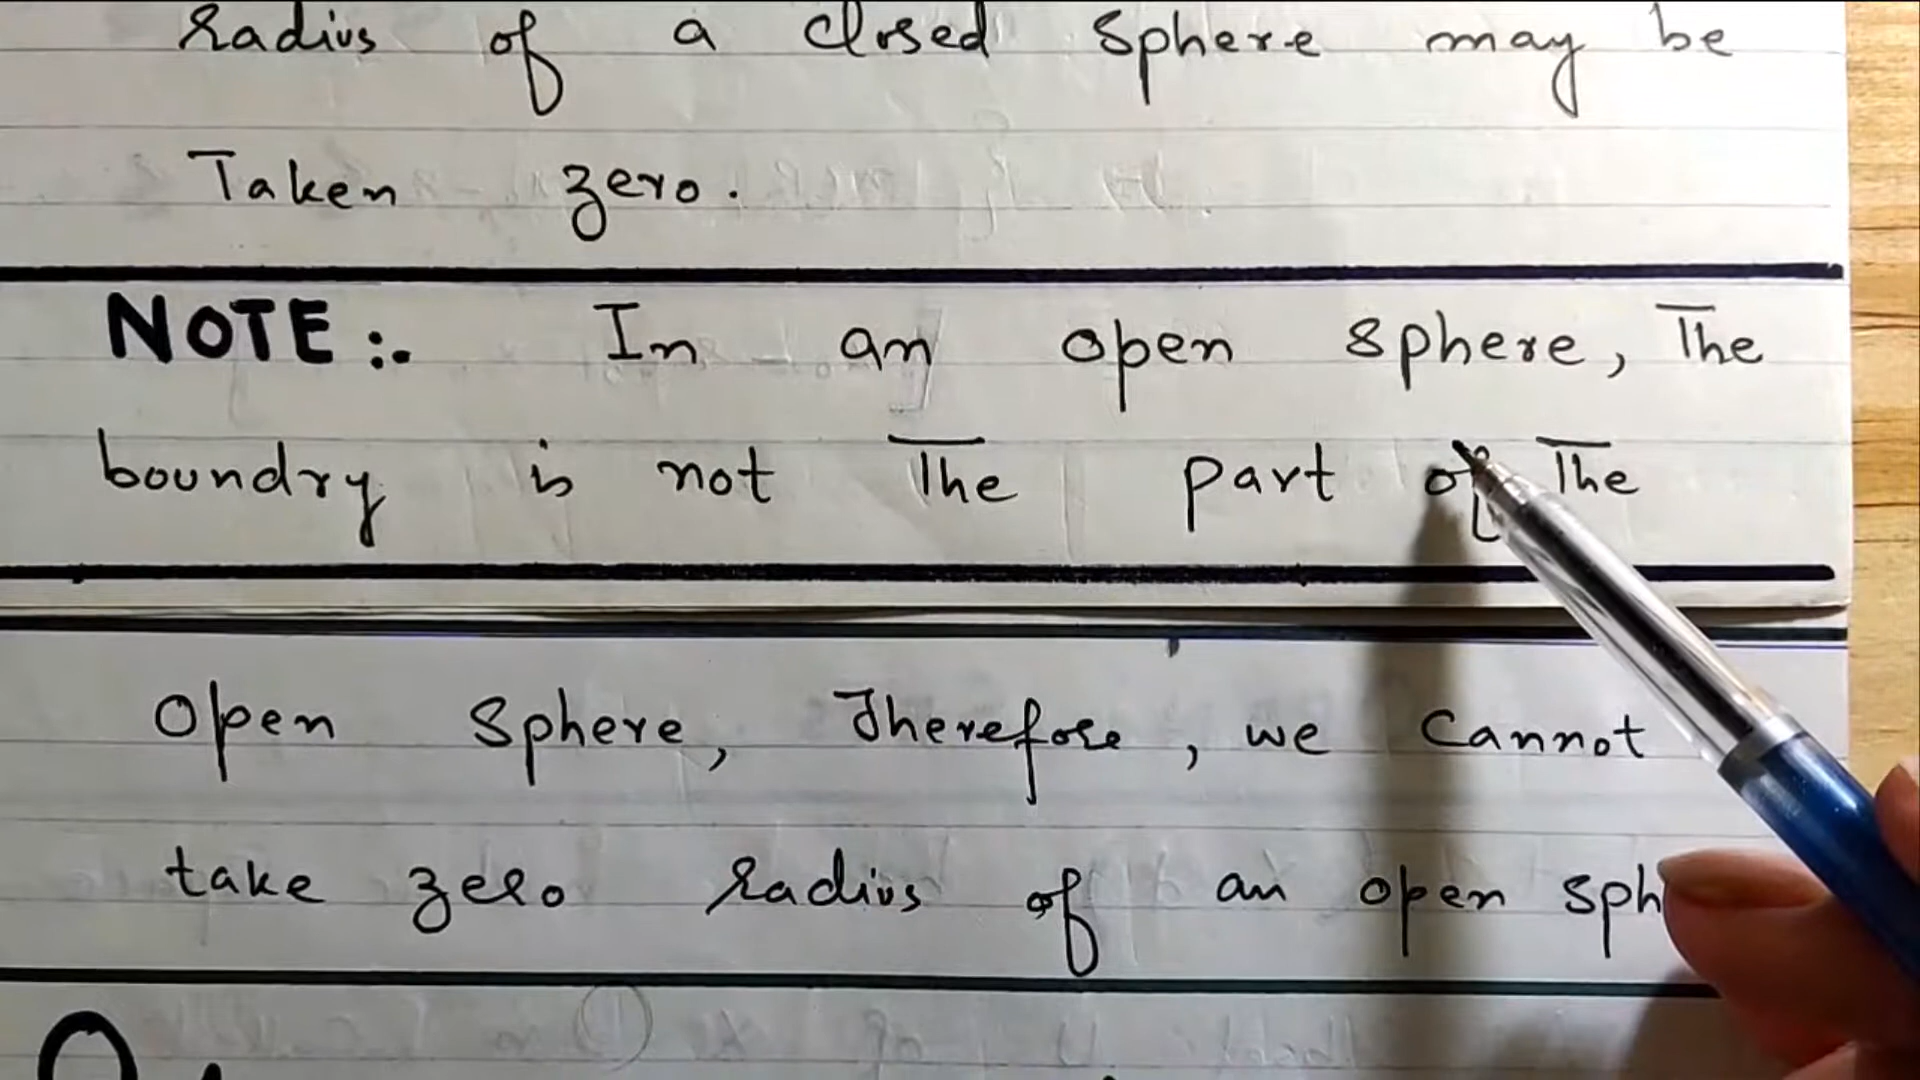 radius of a closed sphere may be
Taken zero.
NOTE:- In an open sphere, The
boundry is not The part of The
open sphere, Therefore, we cannot
take zero radius of an open sph